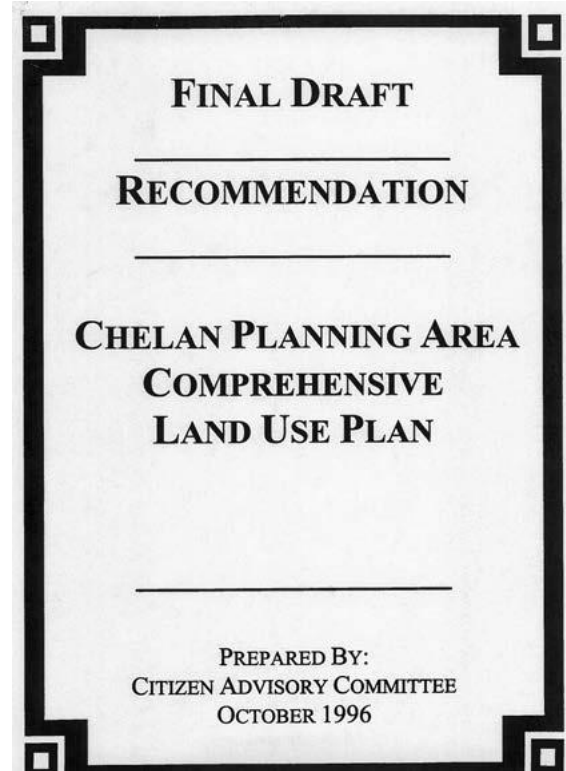 FINAL DRAFT
RECOMMENDATION
CHELAN PLANNING AREA
COMPREHENSIVE
LAND USE PLAN
PREPARED BY:
CITIZEN ADVISORY COMMITTEE
OCTOBER 1996